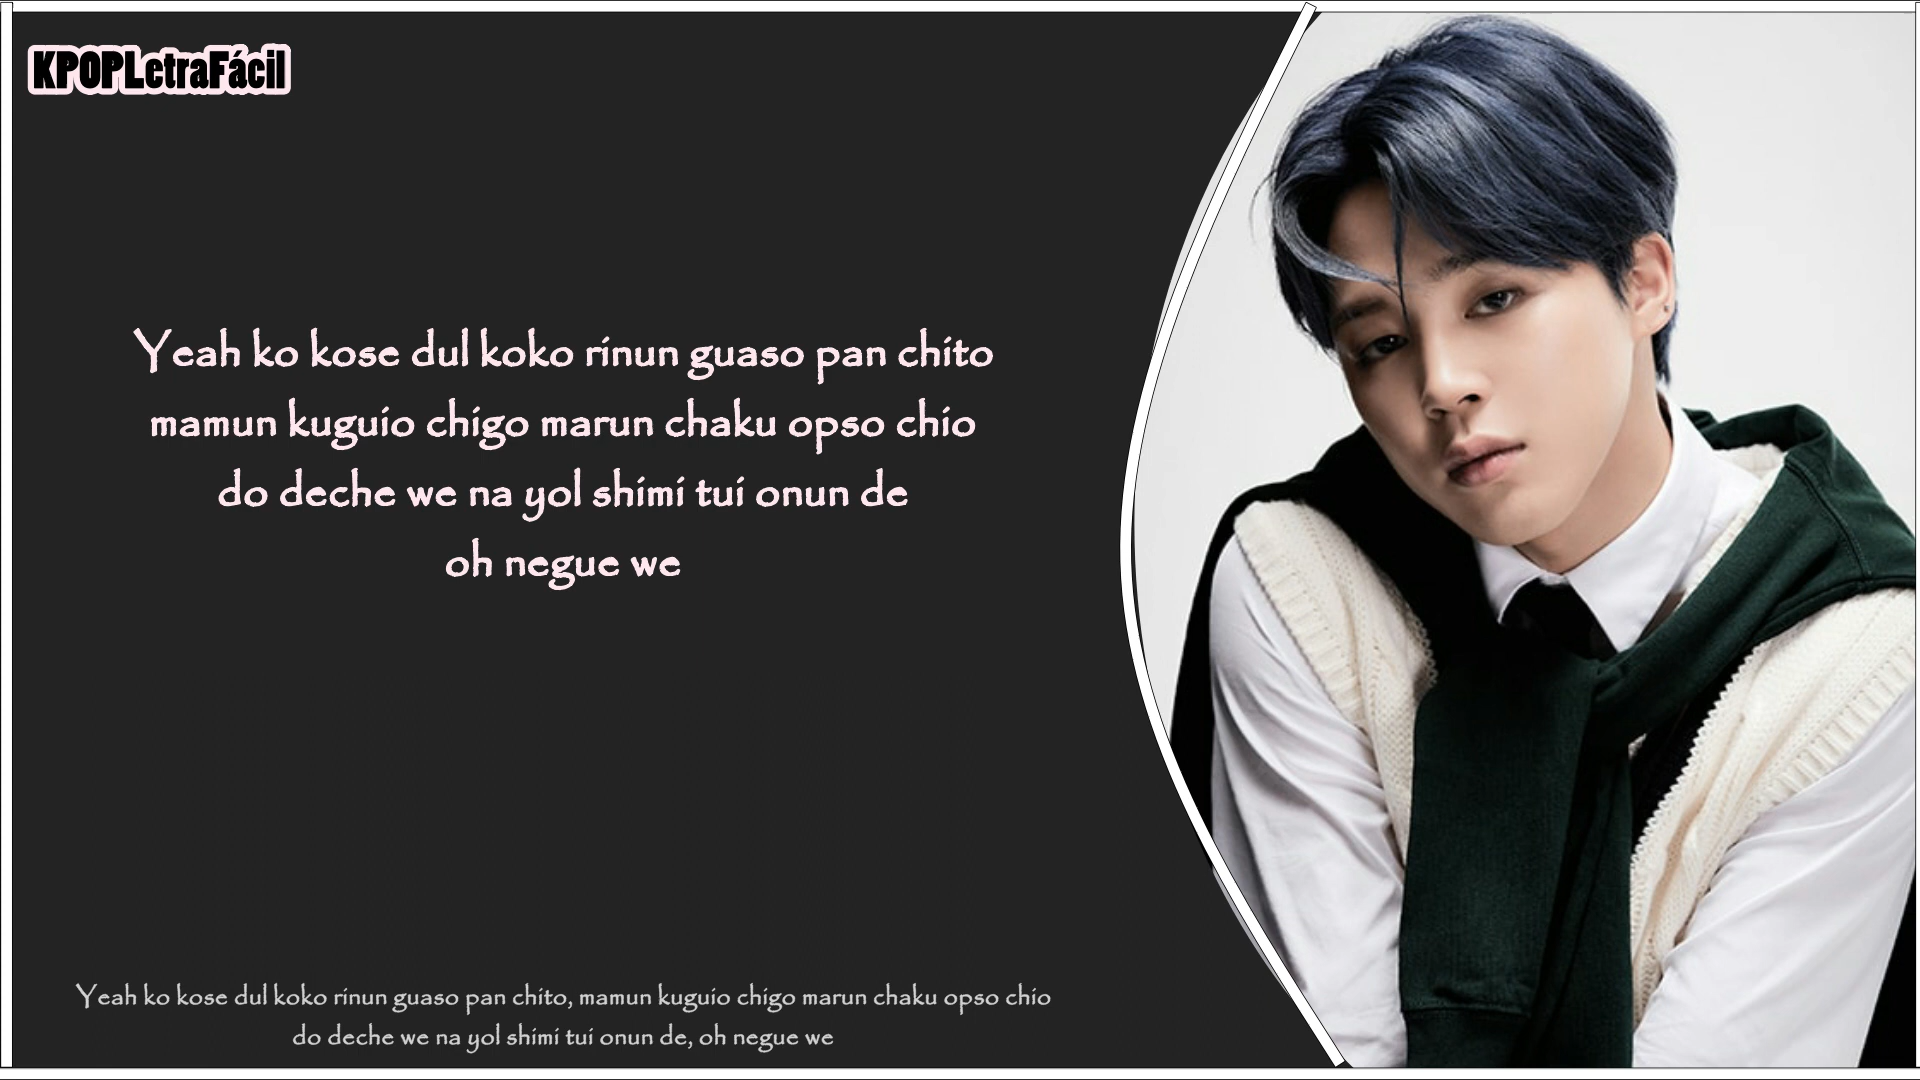 KPOPLetraFácil
Yeah ko kose dul koko rinun guaso pan chito
mamun kuguio chigo marun chaku opso chio
do deche we na yol shimi tui onun de
oh negue we
Yeah ko kose dul koko rinun guaso pan chito, mamun kuguio chigo marun chaku opso chio
do deche we na yol shimi tui onun de, oh negue we